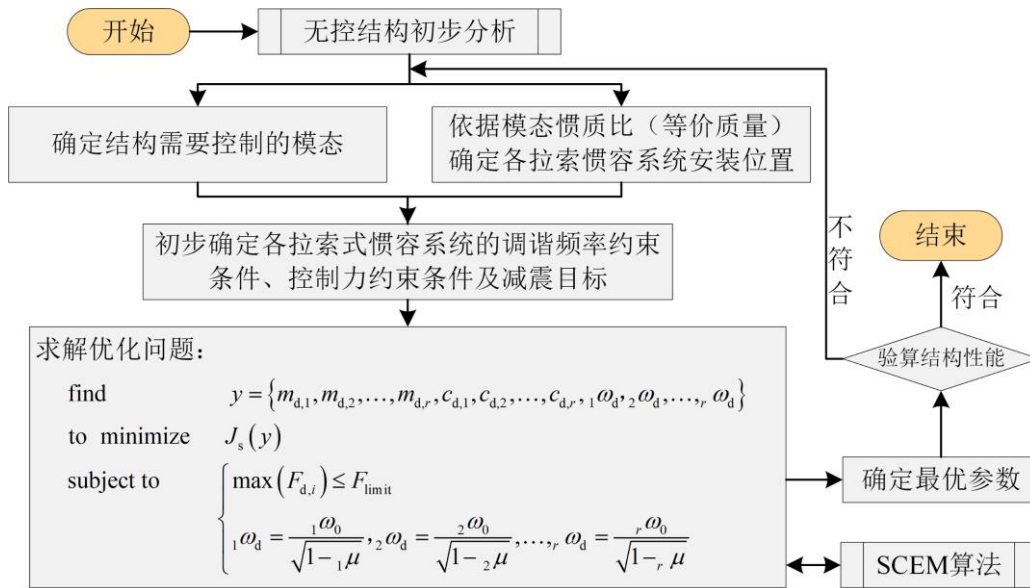 开始
无控结构初步分析
确定结构需要控制的模态
依据模态惯质比（等价质量）
确定各拉索惯容系统安装位置
初步确定各拉索式惯容系统的调谐频率约束
条件、控制力约束条件及减震目标
求解优化问题：
find y = {m_{d,1}, m_{d,2}, …, m_{d,r}, c_{d,1}, c_{d,2}, …, c_{d,r}, ₁ω_d, ₂ω_d, …, ᵣω_d}
to minimize J_s(y)
subject to { max(F_{d,i}) ≤ F_{limit}
₁ω_d = ₁ω_0/√(1−₁μ), ₂ω_d = ₂ω_0/√(1−₂μ), …, ᵣω_d = ᵣω_0/√(1−ᵣμ)
SCEM算法
确定最优参数
验算结构性能
符合
不符合
结束